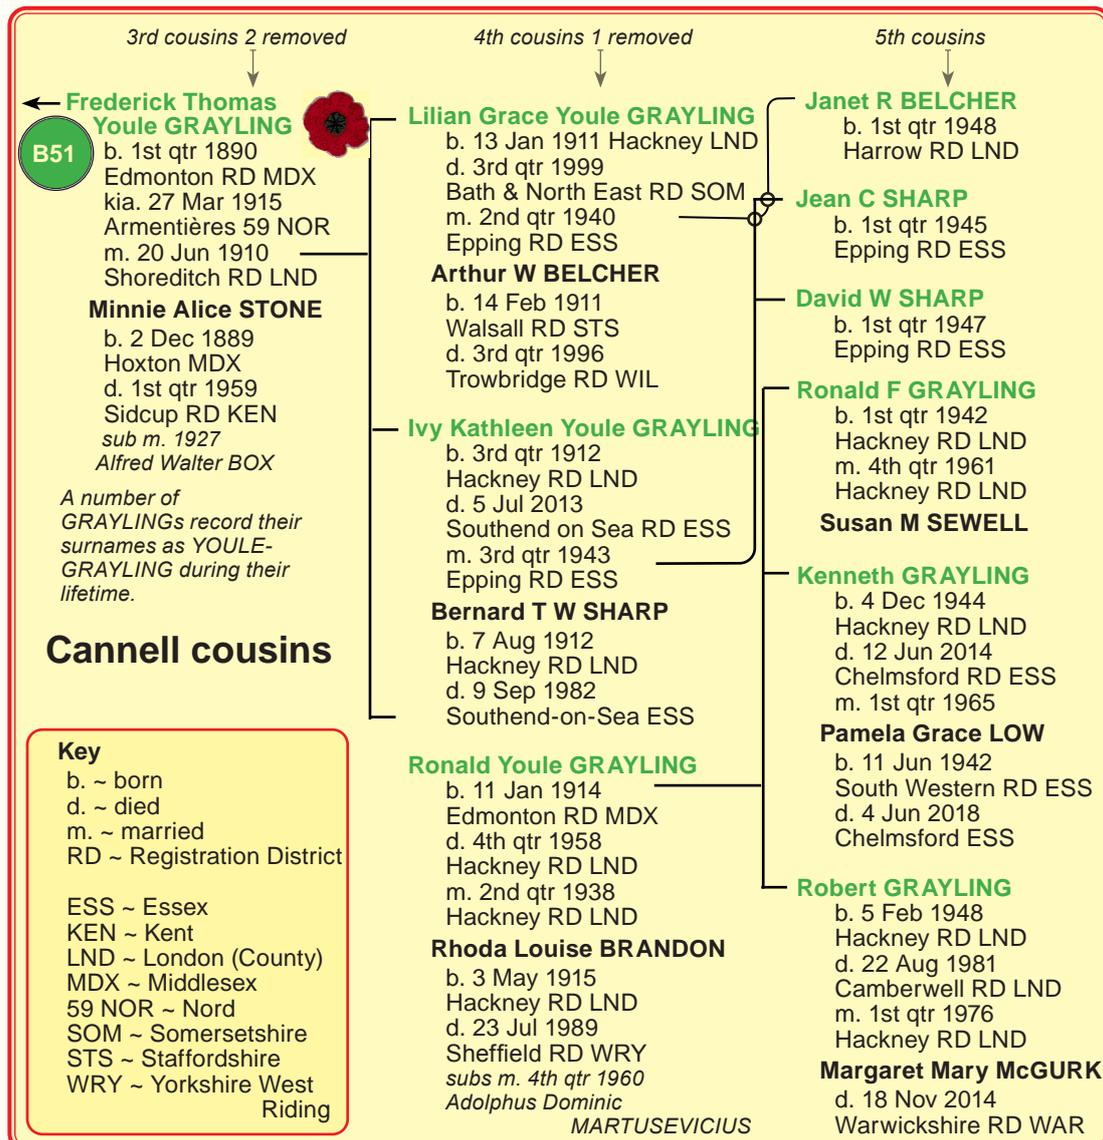 3rd cousins 2 removed
4th cousins 1 removed
5th cousins
Frederick Thomas
Youle GRAYLING
B51
b. 1st qtr 1890
Edmonton RD MDX
kia. 27 Mar 1915
Armentières 59 NOR
m. 20 Jun 1910
Shoreditch RD LND
Minnie Alice STONE
b. 2 Dec 1889
Hoxton MDX
d. 1st qtr 1959
Sidcup RD KEN
sub m. 1927
Alfred Walter BOX
A number of
GRAYLINGs record their
surnames as YOULE-
GRAYLING during their
lifetime.
Cannell cousins
Key
b. ~ born
d. ~ died
m. ~ married
RD ~ Registration District
ESS ~ Essex
KEN ~ Kent
LND ~ London (County)
MDX ~ Middlesex
59 NOR ~ Nord
SOM ~ Somersetshire
STS ~ Staffordshire
WRY ~ Yorkshire West
Riding
Lilian Grace Youle GRAYLING
b. 13 Jan 1911 Hackney LND
d. 3rd qtr 1999
Bath & North East RD SOM
m. 2nd qtr 1940
Epping RD ESS
Arthur W BELCHER
b. 14 Feb 1911
Walsall RD STS
d. 3rd qtr 1996
Trowbridge RD WIL
Ivy Kathleen Youle GRAYLING
b. 3rd qtr 1912
Hackney RD LND
d. 5 Jul 2013
Southend on Sea RD ESS
m. 3rd qtr 1943
Epping RD ESS
Bernard T W SHARP
b. 7 Aug 1912
Hackney RD LND
d. 9 Sep 1982
Southend-on-Sea ESS
Ronald Youle GRAYLING
b. 11 Jan 1914
Edmonton RD MDX
d. 4th qtr 1958
Hackney RD LND
m. 2nd qtr 1938
Hackney RD LND
Rhoda Louise BRANDON
b. 3 May 1915
Hackney RD LND
d. 23 Jul 1989
Sheffield RD WRY
subs m. 4th qtr 1960
Adolphus Dominic
MARTUSEVICIUS
Janet R BELCHER
b. 1st qtr 1948
Harrow RD LND
Jean C SHARP
b. 1st qtr 1945
Epping RD ESS
David W SHARP
b. 1st qtr 1947
Epping RD ESS
Ronald F GRAYLING
b. 1st qtr 1942
Hackney RD LND
m. 4th qtr 1961
Hackney RD LND
Susan M SEWELL
Kenneth GRAYLING
b. 4 Dec 1944
Hackney RD LND
d. 12 Jun 2014
Chelmsford RD ESS
m. 1st qtr 1965
Pamela Grace LOW
b. 11 Jun 1942
South Western RD ESS
d. 4 Jun 2018
Chelmsford ESS
Robert GRAYLING
b. 5 Feb 1948
Hackney RD LND
d. 22 Aug 1981
Camberwell RD LND
m. 1st qtr 1976
Hackney RD LND
Margaret Mary McGURK
d. 18 Nov 2014
Warwickshire RD WAR